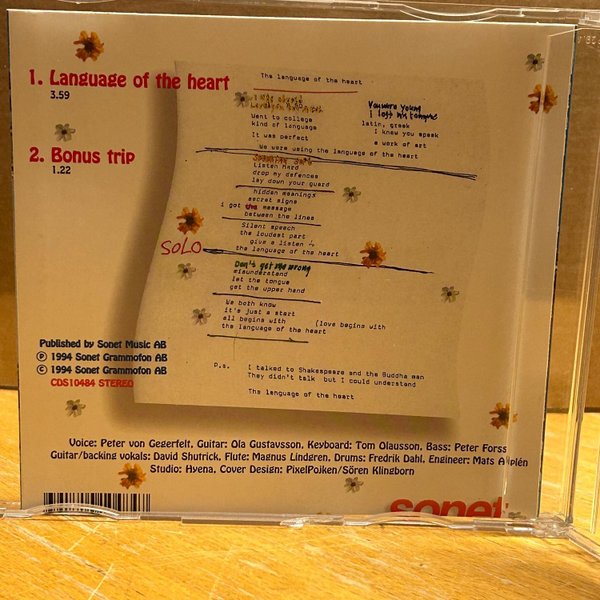 1. Language of the heart
3.59
2. Bonus trip
1.22
The language of the heart
You were young
I lost my tongue
Went to college
latin, greek
kind of language
I know you speak
It was perfect
a work of art
We were using the language of the heart
listen hard
drop my defences
lay down your guard
hidden meanings
secret signs
i got the message
between the lines
SOLO
Silent speech
the loudest part
give a listen
the language of the heart
Don't get me wrong
misunderstand
let the tongue
get the upper hand
We both know
it's just a start
all begins with (love begins with
the language of the heart
P.s. I talked to Shakespeare and the Buddha man
They didn't talk but I could understand
The language of the heart
Published by Sonet Music AB
Ⓟ 1994 Sonet Grammofon AB
© 1994 Sonet Grammofon AB
CDS10484 STEREO
Voice: Peter von Gegerfelt, Guitar: Ola Gustavsson, Keyboard: Tom Olausson, Bass: Peter Forss
Guitar/backing vokals: David Shutrick, Flute: Magnus Lindgren, Drums: Fredrik Dahl, Engineer: Mats
Studio: Hyena, Cover Design: PixelPojken/Sören Klingborn
sonet